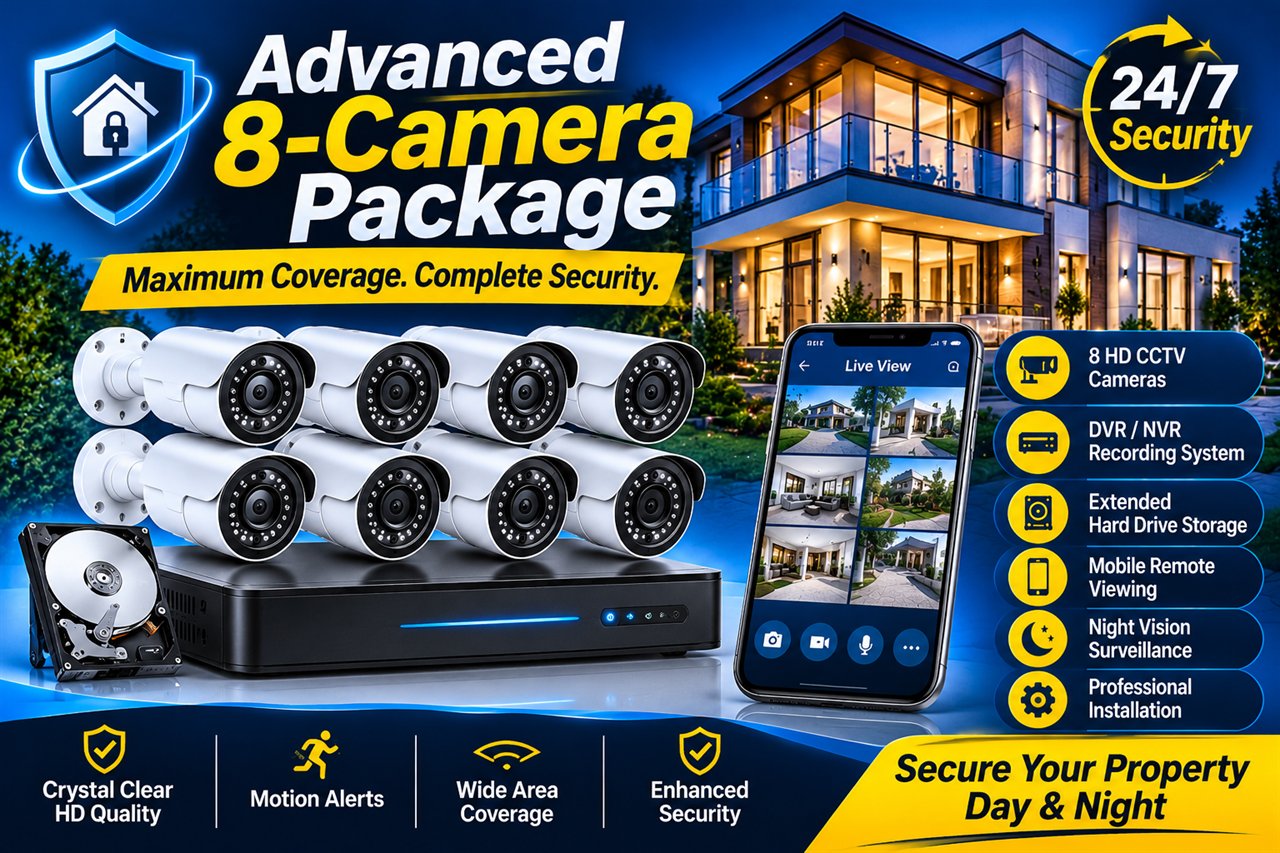 Advanced
8-Camera
Package
Maximum Coverage. Complete Security.
24/7
Security
Live View
8 HD CCTV
Cameras
DVR / NVR
Recording System
Extended
Hard Drive Storage
Mobile Remote
Viewing
Night Vision
Surveillance
Professional
Installation
Crystal Clear
HD Quality
Motion Alerts
Wide Area
Coverage
Enhanced
Security
Secure Your Property
Day & Night